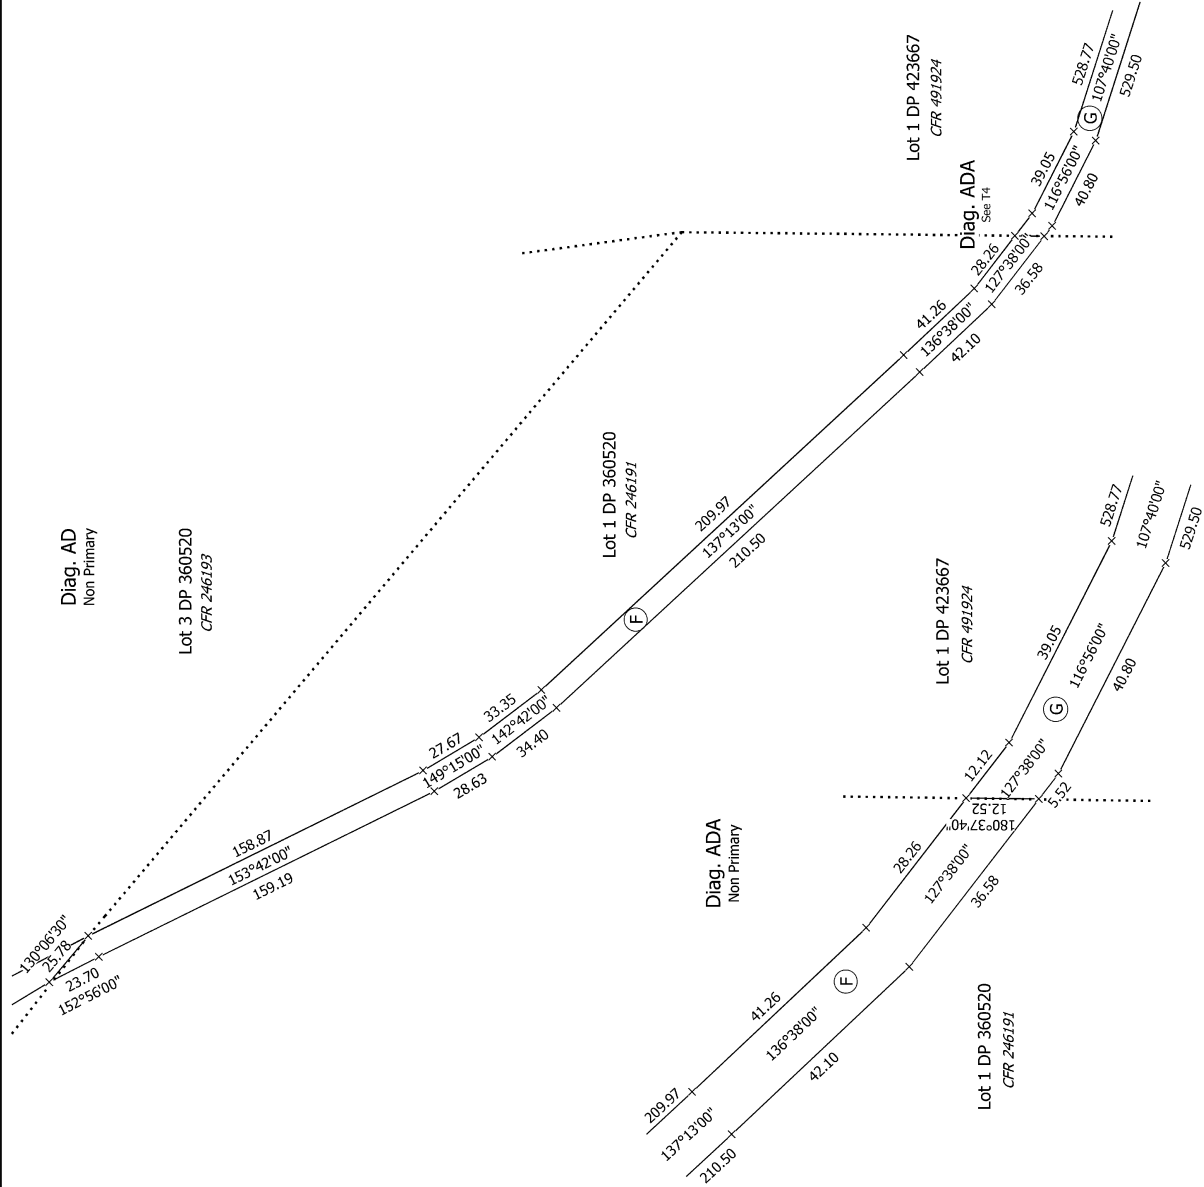 Diag. AD
Non Primary
Lot 3 DP 360520
CFR 246193
Lot 1 DP 360520
CFR 246191
Lot 1 DP 423667
CFR 491924
Diag. ADA
See T4
130°06'30"
25.78
23.70
152°56'00"
158.87
153°42'00"
159.19
27.67
149°15'00"
28.63
33.35
142°42'00"
34.40
F
209.97
137°13'00"
210.50
41.26
136°38'00"
42.10
28.26
127°38'00"
36.58
39.05
116°56'00"
40.80
G
528.77
107°40'00"
529.50
Diag. ADA
Non Primary
Lot 1 DP 423667
CFR 491924
Lot 1 DP 360520
CFR 246191
209.97
137°13'00"
210.50
41.26
136°38'00"
42.10
F
28.26
127°38'00"
36.58
180°37'40"
12.52
12.12
127°38'00"
5.52
G
39.05
116°56'00"
40.80
528.77
107°40'00"
529.50